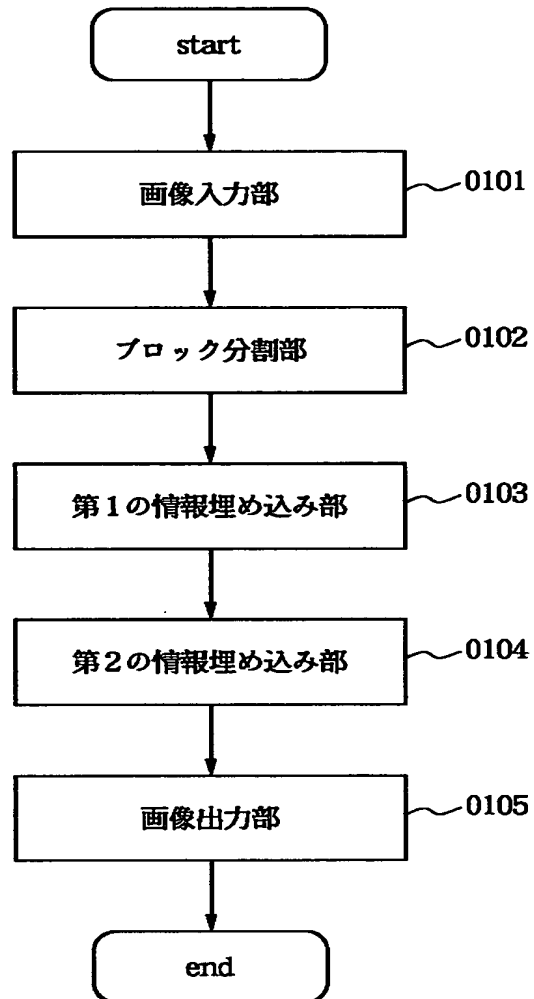 start
画像入力部
0101
ブロック分割部
0102
第1の情報埋め込み部
0103
第2の情報埋め込み部
0104
画像出力部
0105
end